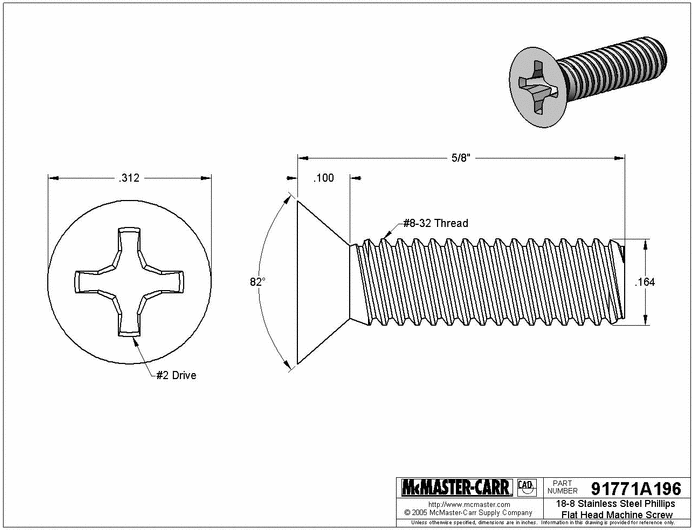 5/8"
.312
.100
#8-32 Thread
82°
.164
#2 Drive
McMASTER-CARR
CAD
PART NUMBER
91771A196
http://www.mcmaster.com
© 2005 McMaster-Carr Supply Company
18-8 Stainless Steel Phillips
Flat Head Machine Screw
Unless otherwise specified, dimensions are in inches.
Information in this drawing is provided for reference only.